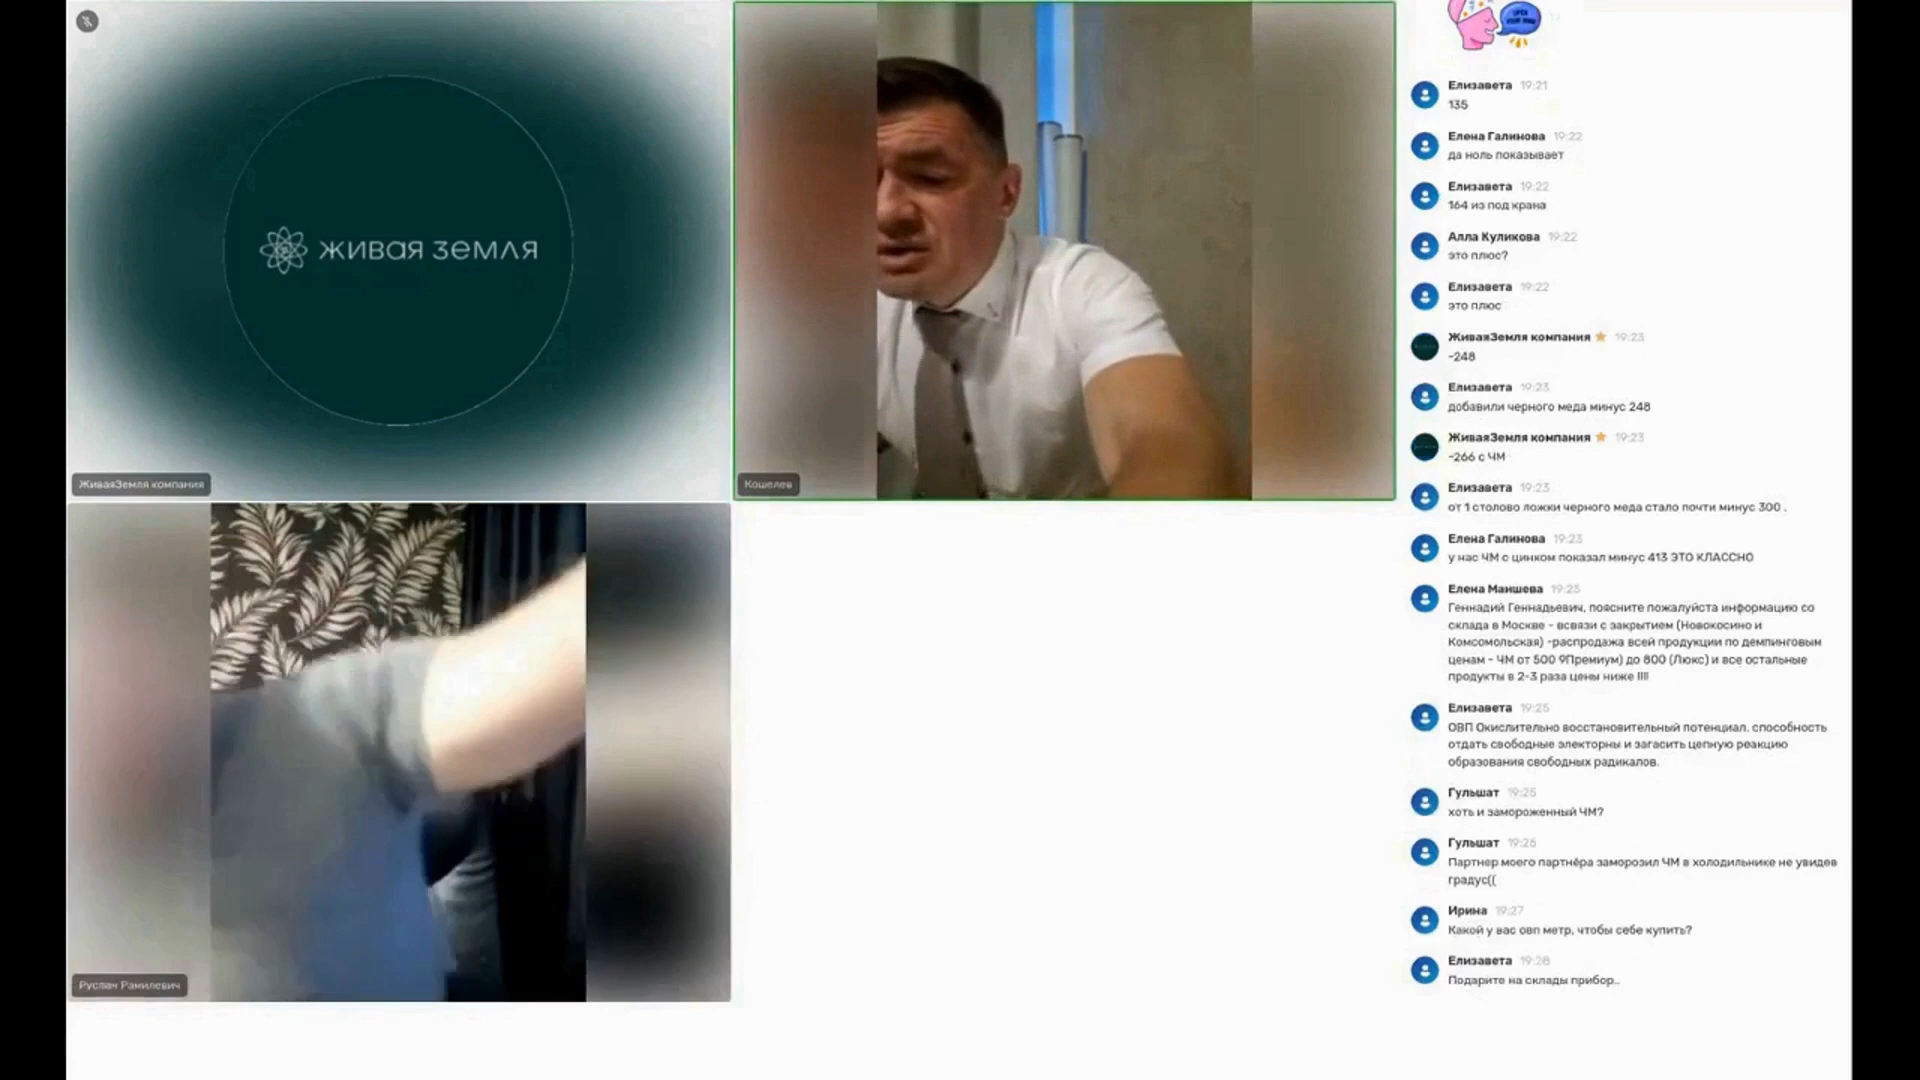 живая земля
ЖиваяЗемля компания
Кошелев
Руслан Рамилевич
OPEN YOUR MIND
Елизавета 19:21
135
Елена Галинова 19:22
да ноль показывает
Елизавета 19:22
164 из под крана
Алла Куликова 19:22
это плюс?
Елизавета 19:22
это плюс
ЖиваяЗемля компания 19:23
-248
Елизавета 19:23
добавили черного меда минус 248
ЖиваяЗемля компания 19:23
-266 с ЧМ
Елизавета 19:23
от 1 столово ложки черного меда стало почти минус 300 .
Елена Галинова 19:23
у нас ЧМ с цинком показал минус 413 ЭТО КЛАССНО
Елена Маишева 19:23
Геннадий Геннадьевич, поясните пожалуйста информацию со
склада в Москве - всвязи с закрытием (Новокосино и
Комсомольская) -распродажа всей продукции по демпинговым
ценам - ЧМ от 500 9Премиум) до 800 (Люкс) и все остальные
продукты в 2-3 раза цены ниже !!!!
Елизавета 19:25
ОВП Окислительно восстановительный потенциал. способность
отдать свободные электорны и загасить цепную реакцию
образования свободных радикалов.
Гульшат 19:25
хоть и замороженный ЧМ?
Гульшат 19:26
Партнер моего партнёра заморозил ЧМ в холодильнике не увидев
градус((
Ирина 19:27
Какой у вас овп метр, чтобы себе купить?
Елизавета 19:28
Подарите на склады прибор..